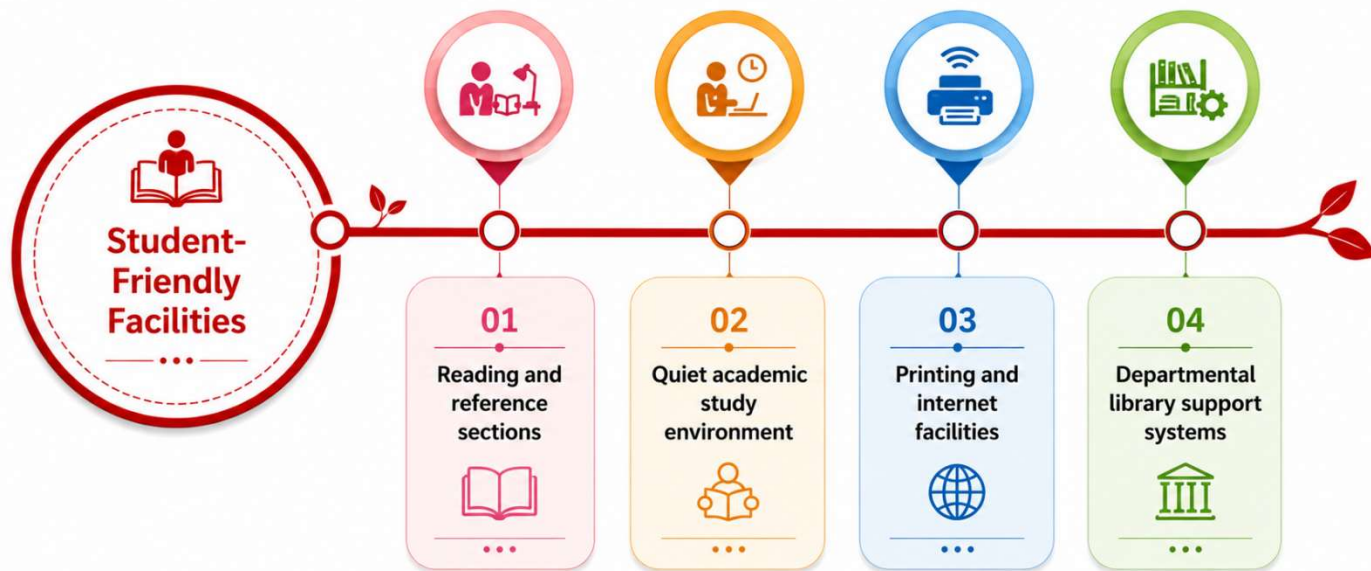 Student-
Friendly
Facilities
01
Reading and
reference
sections
02
Quiet academic
study
environment
03
Printing and
internet
facilities
04
Departmental
library support
systems